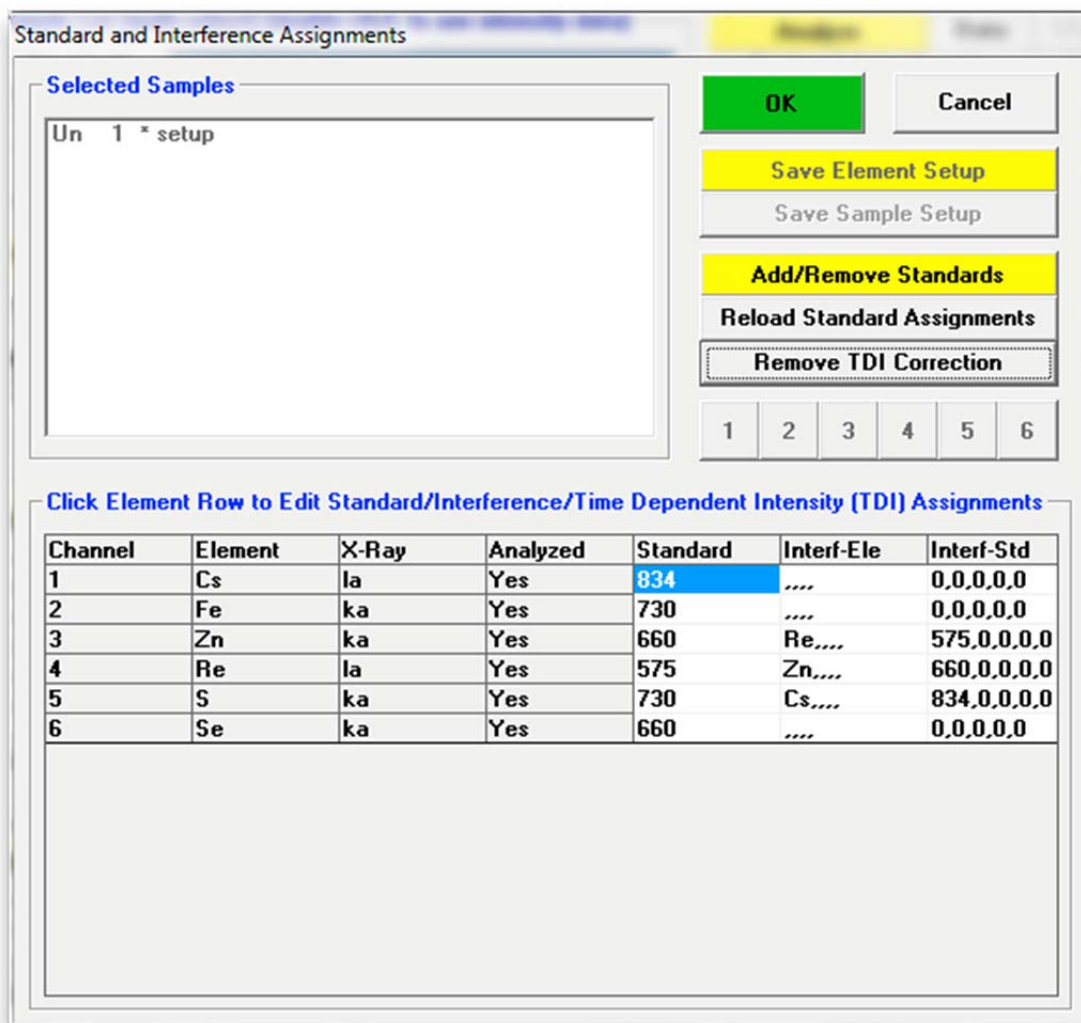 Standard and Interference Assignments
Selected Samples
Un 1 * setup
OK Cancel
Save Element Setup
Save Sample Setup
Add/Remove Standards
Reload Standard Assignments
Remove TDI Correction
1 2 3 4 5 6
Click Element Row to Edit Standard/Interference/Time Dependent Intensity (TDI) Assignments
Channel Element X-Ray Analyzed Standard Interf-Ele Interf-Std
1 Cs la Yes 834 ,,,, 0,0,0,0,0
2 Fe ka Yes 730 ,,,, 0,0,0,0,0
3 Zn ka Yes 660 Re,,,, 575,0,0,0,0
4 Re la Yes 575 Zn,,,, 660,0,0,0,0
5 S ka Yes 730 Cs,,,, 834,0,0,0,0
6 Se ka Yes 660 ,,,, 0,0,0,0,0